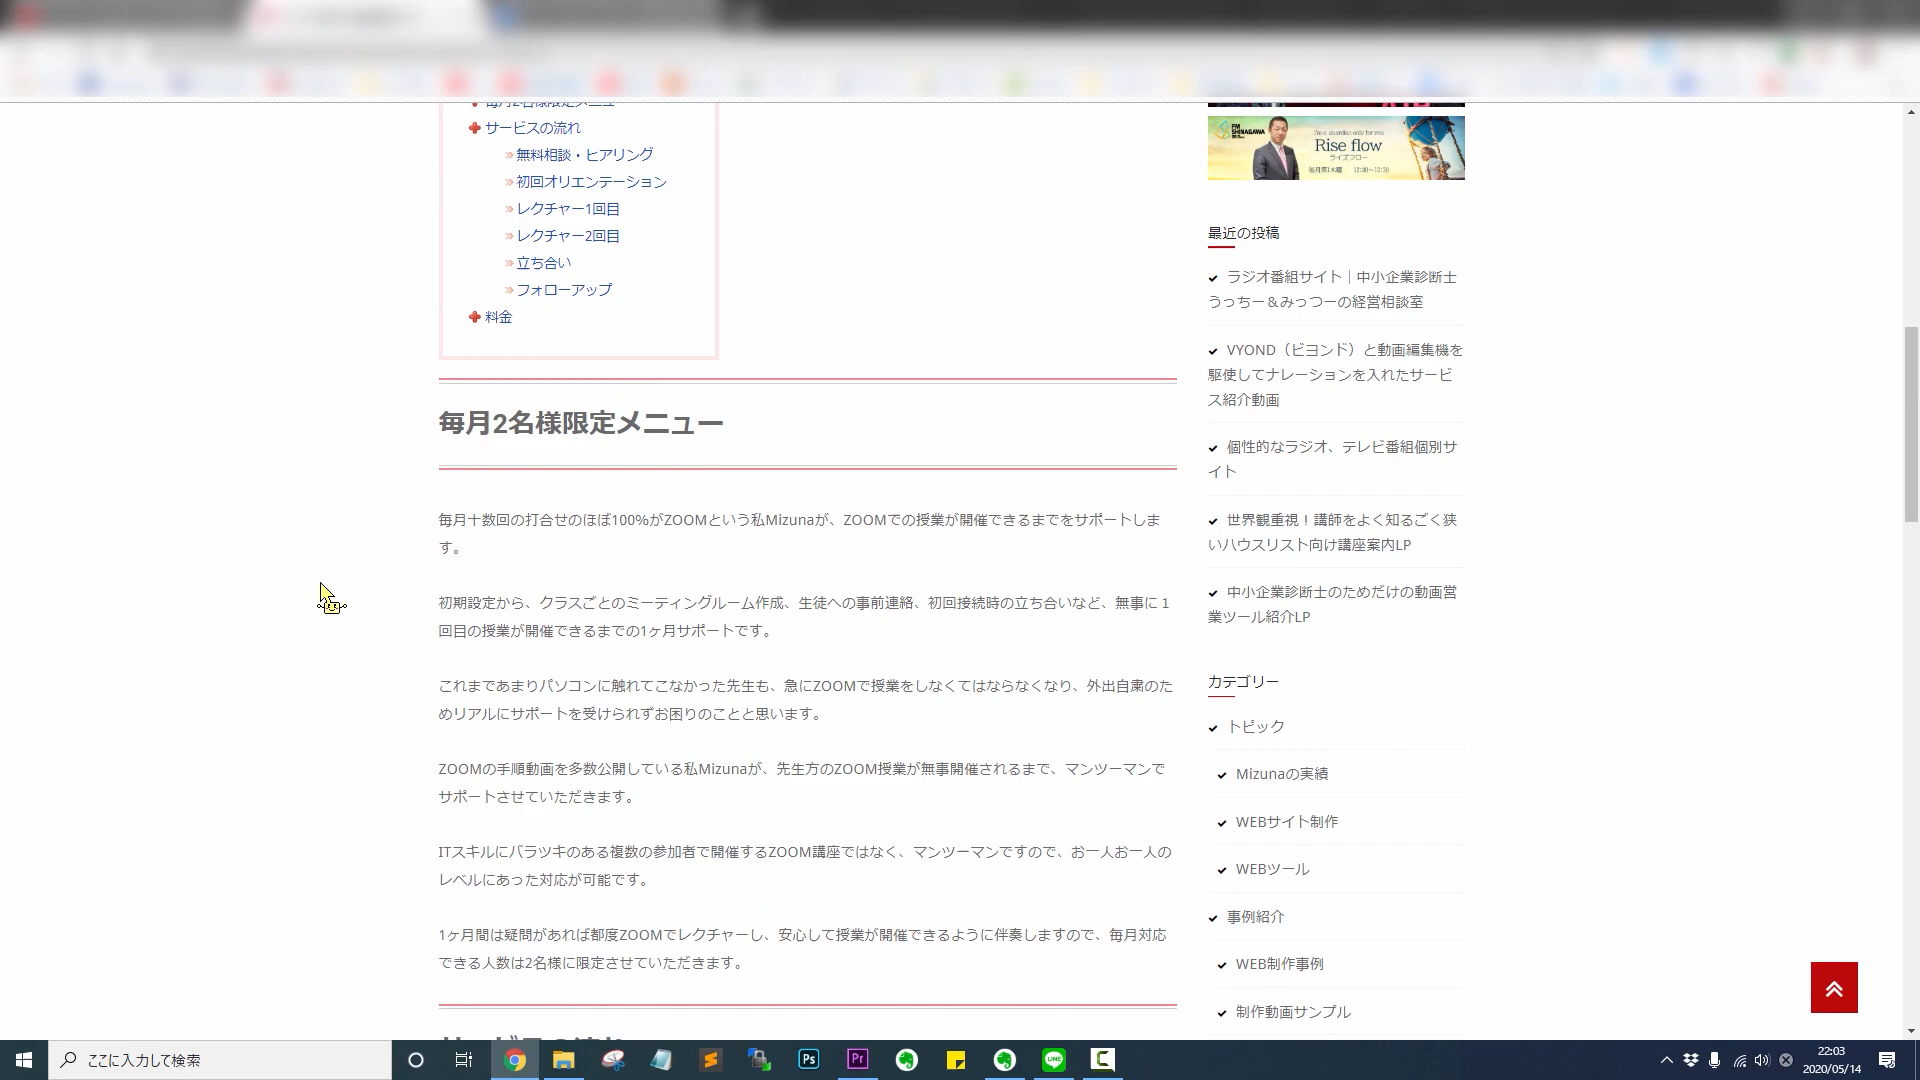 毎月2名様限定メニュー
サービスの流れ
無料相談・ヒアリング
初回オリエンテーション
レクチャー1回目
レクチャー2回目
立ち合い
フォローアップ
料金
毎月2名様限定メニュー
毎月十数回の打合せのほぼ100%がZOOMという私Mizunaが、ZOOMでの授業が開催できるまでをサポートしま
す。
初期設定から、クラスごとのミーティングルーム作成、生徒への事前連絡、初回接続時の立ち合いなど、無事に１
回目の授業が開催できるまでの1ヶ月サポートです。
これまであまりパソコンに触れてこなかった先生も、急にZOOMで授業をしなくてはならなくなり、外出自粛のた
めリアルにサポートを受けられずお困りのことと思います。
ZOOMの手順動画を多数公開している私Mizunaが、先生方のZOOM授業が無事開催されるまで、マンツーマンで
サポートさせていただきます。
ITスキルにバラツキのある複数の参加者で開催するZOOM講座ではなく、マンツーマンですので、お一人お一人の
レベルにあった対応が可能です。
1ヶ月間は疑問があれば都度ZOOMでレクチャーし、安心して授業が開催できるように伴奏しますので、毎月対応
できる人数は2名様に限定させていただきます。
FM
SHINAGAWA
Rise flow
ライズフロー
毎月第1木曜 12:00～12:30
最近の投稿
ラジオ番組サイト｜中小企業診断士
うっちー＆みっつーの経営相談室
VYOND（ビヨンド）と動画編集機を
駆使してナレーションを入れたサービ
ス紹介動画
個性的なラジオ、テレビ番組個別サ
イト
世界観重視！講師をよく知るごく狭
いハウスリスト向け講座案内LP
中小企業診断士のためだけの動画営
業ツール紹介LP
カテゴリー
トピック
Mizunaの実績
WEBサイト制作
WEBツール
事例紹介
WEB制作事例
制作動画サンプル
ここに入力して検索
Ps
Pr
LINE
22:03
2020/05/14